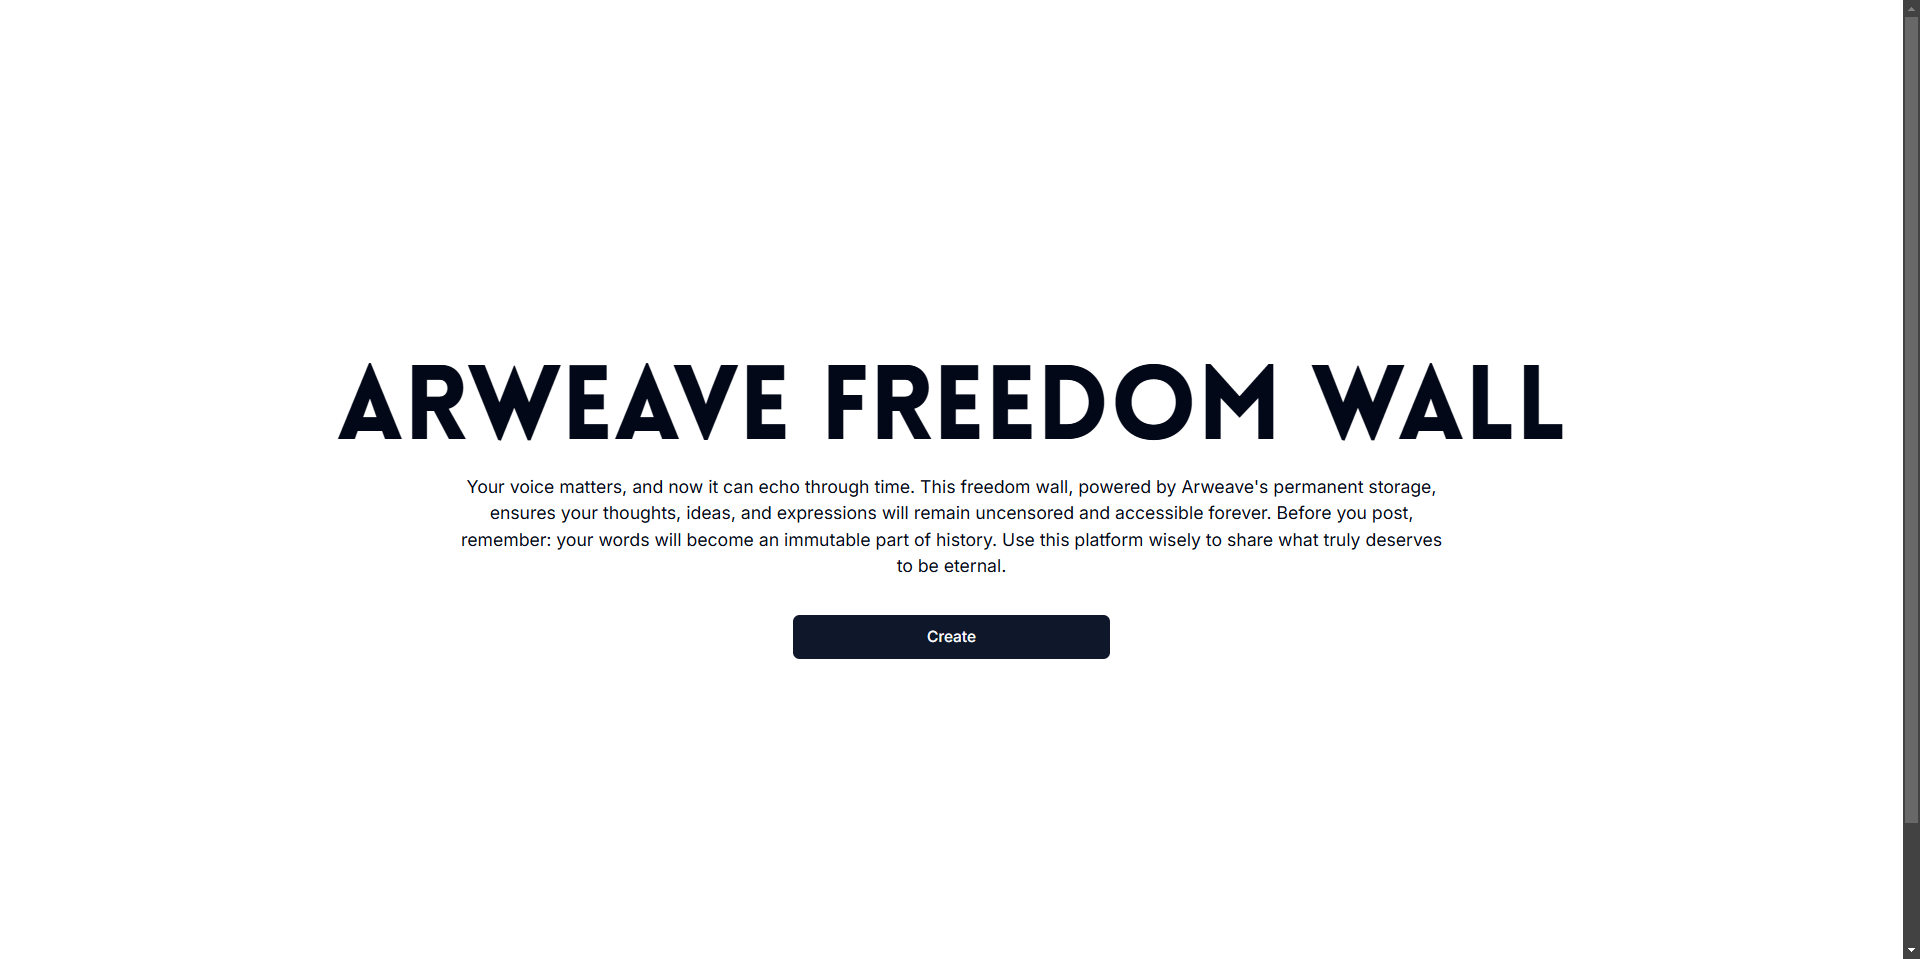 ARWEAVE FREEDOM WALL
Your voice matters, and now it can echo through time. This freedom wall, powered by Arweave's permanent storage,
ensures your thoughts, ideas, and expressions will remain uncensored and accessible forever. Before you post,
remember: your words will become an immutable part of history. Use this platform wisely to share what truly deserves
to be eternal.
Create